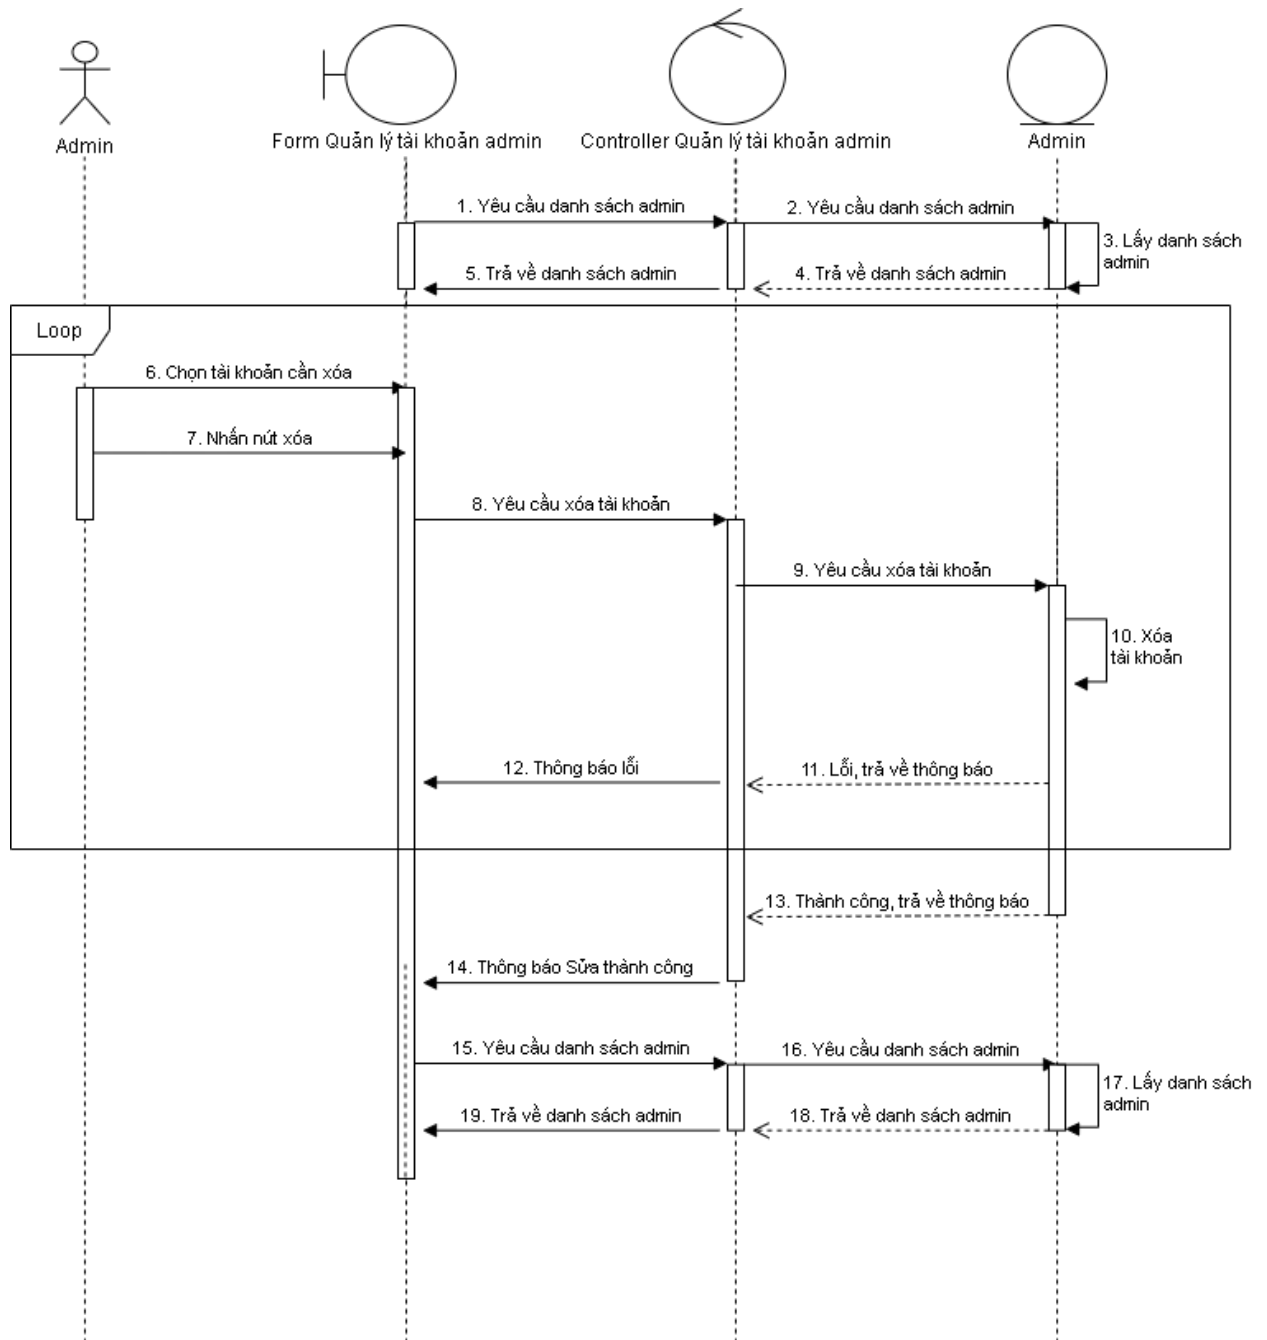 Admin
Form Quản lý tài khoản admin
Controller Quản lý tài khoản admin
Admin
1. Yêu cầu danh sách admin
2. Yêu cầu danh sách admin
3. Lấy danh sách
admin
5. Trả về danh sách admin
4. Trả về danh sách admin
Loop
6. Chọn tài khoản cần xóa
7. Nhấn nút xóa
8. Yêu cầu xóa tài khoản
9. Yêu cầu xóa tài khoản
10. Xóa
tài khoản
12. Thông báo lỗi
11. Lỗi, trả về thông báo
13. Thành công, trả về thông báo
14. Thông báo Sửa thành công
15. Yêu cầu danh sách admin
16. Yêu cầu danh sách admin
17. Lấy danh sách
admin
19. Trả về danh sách admin
18. Trả về danh sách admin